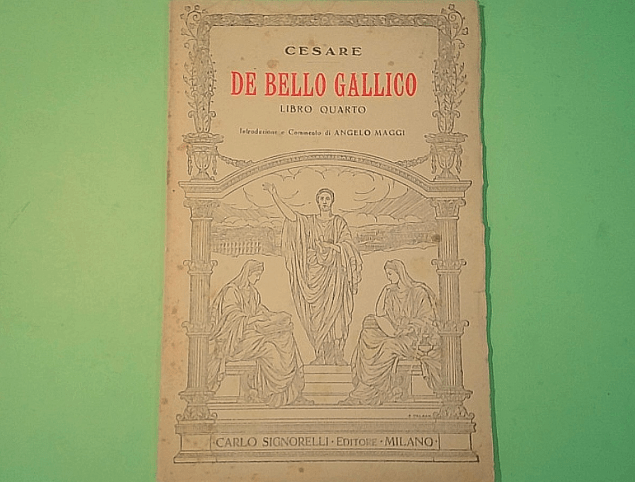 CESARE
DE BELLO GALLICO
LIBRO QUARTO
Introduzione e Commento di ANGELO MAGGI
CARLO SIGNORELLI · EDITORE · MILANO